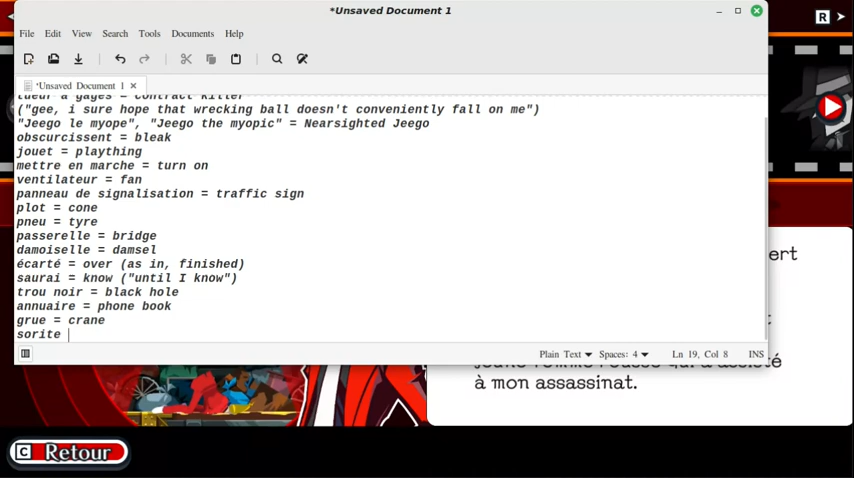 *Unsaved Document 1
R
File Edit View Search Tools Documents Help
*Unsaved Document 1
tueur à gages = contract killer
("gee, i sure hope that wrecking ball doesn't conveniently fall on me")
"Jeego le myope", "Jeego the myopic" = Nearsighted Jeego
obscurcissent = bleak
jouet = plaything
mettre en marche = turn on
ventilateur = fan
panneau de signalisation = traffic sign
plot = cone
pneu = tyre
passerelle = bridge
damoiselle = damsel
écarté = over (as in, finished)
saurai = know ("until I know")
trou noir = black hole
annuaire = phone book
grue = crane
sorite
Plain Text Spaces: 4 Ln 19, Col 8 INS
ert
à mon assassinat.
C Retour